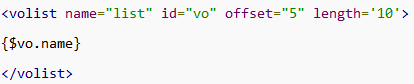 <volist name="list" id="vo" offset="5" length='10'>
{$vo.name}
</volist>